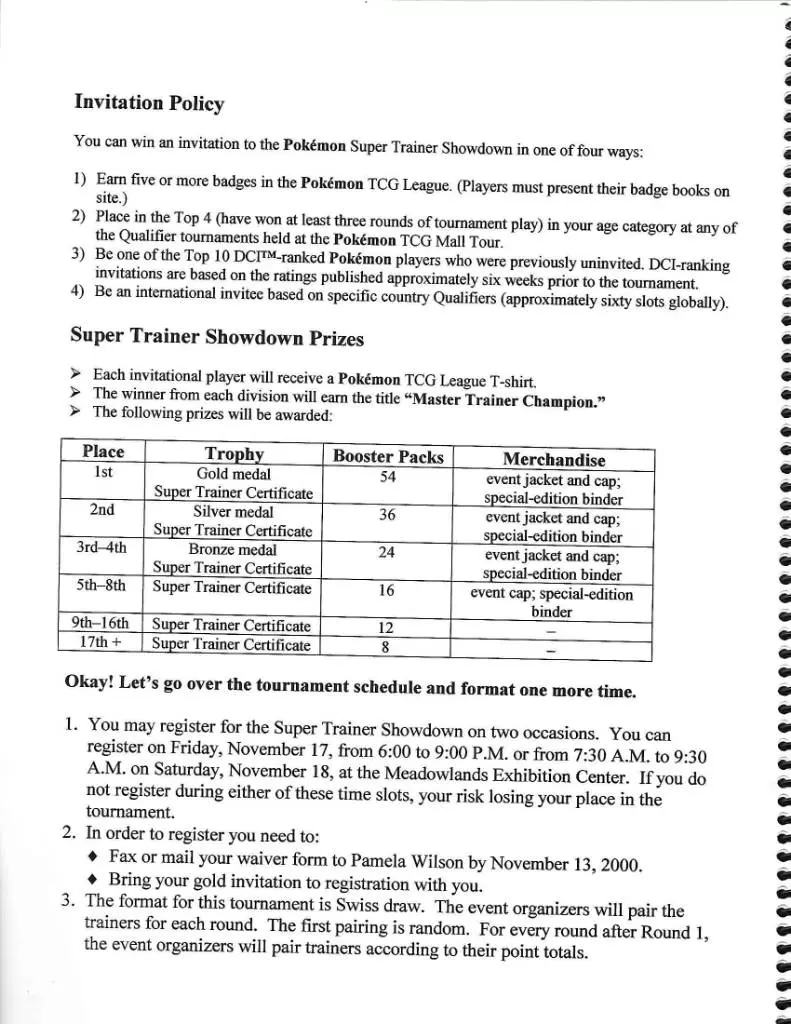 Invitation Policy
You can win an invitation to the Pokémon Super Trainer Showdown in one of four ways:
1) Earn five or more badges in the Pokémon TCG League. (Players must present their badge books on
site.)
2) Place in the Top 4 (have won at least three rounds of tournament play) in your age category at any of
the Qualifier tournaments held at the Pokémon TCG Mall Tour.
3) Be one of the Top 10 DCI™-ranked Pokémon players who were previously uninvited. DCI-ranking
invitations are based on the ratings published approximately six weeks prior to the tournament.
4) Be an international invitee based on specific country Qualifiers (approximately sixty slots globally).
Super Trainer Showdown Prizes
➢ Each invitational player will receive a Pokémon TCG League T-shirt.
➢ The winner from each division will earn the title “Master Trainer Champion.”
➢ The following prizes will be awarded:
Place Trophy Booster Packs Merchandise
1st Gold medal 54 event jacket and cap;
Super Trainer Certificate special-edition binder
2nd Silver medal 36 event jacket and cap;
Super Trainer Certificate special-edition binder
3rd–4th Bronze medal 24 event jacket and cap;
Super Trainer Certificate special-edition binder
5th–8th Super Trainer Certificate 16 event cap; special-edition
binder
9th–16th Super Trainer Certificate 12 –
17th + Super Trainer Certificate 8 –
Okay! Let’s go over the tournament schedule and format one more time.
1. You may register for the Super Trainer Showdown on two occasions. You can
register on Friday, November 17, from 6:00 to 9:00 P.M. or from 7:30 A.M. to 9:30
A.M. on Saturday, November 18, at the Meadowlands Exhibition Center. If you do
not register during either of these time slots, your risk losing your place in the
tournament.
2. In order to register you need to:
♦ Fax or mail your waiver form to Pamela Wilson by November 13, 2000.
♦ Bring your gold invitation to registration with you.
3. The format for this tournament is Swiss draw. The event organizers will pair the
trainers for each round. The first pairing is random. For every round after Round 1,
the event organizers will pair trainers according to their point totals.